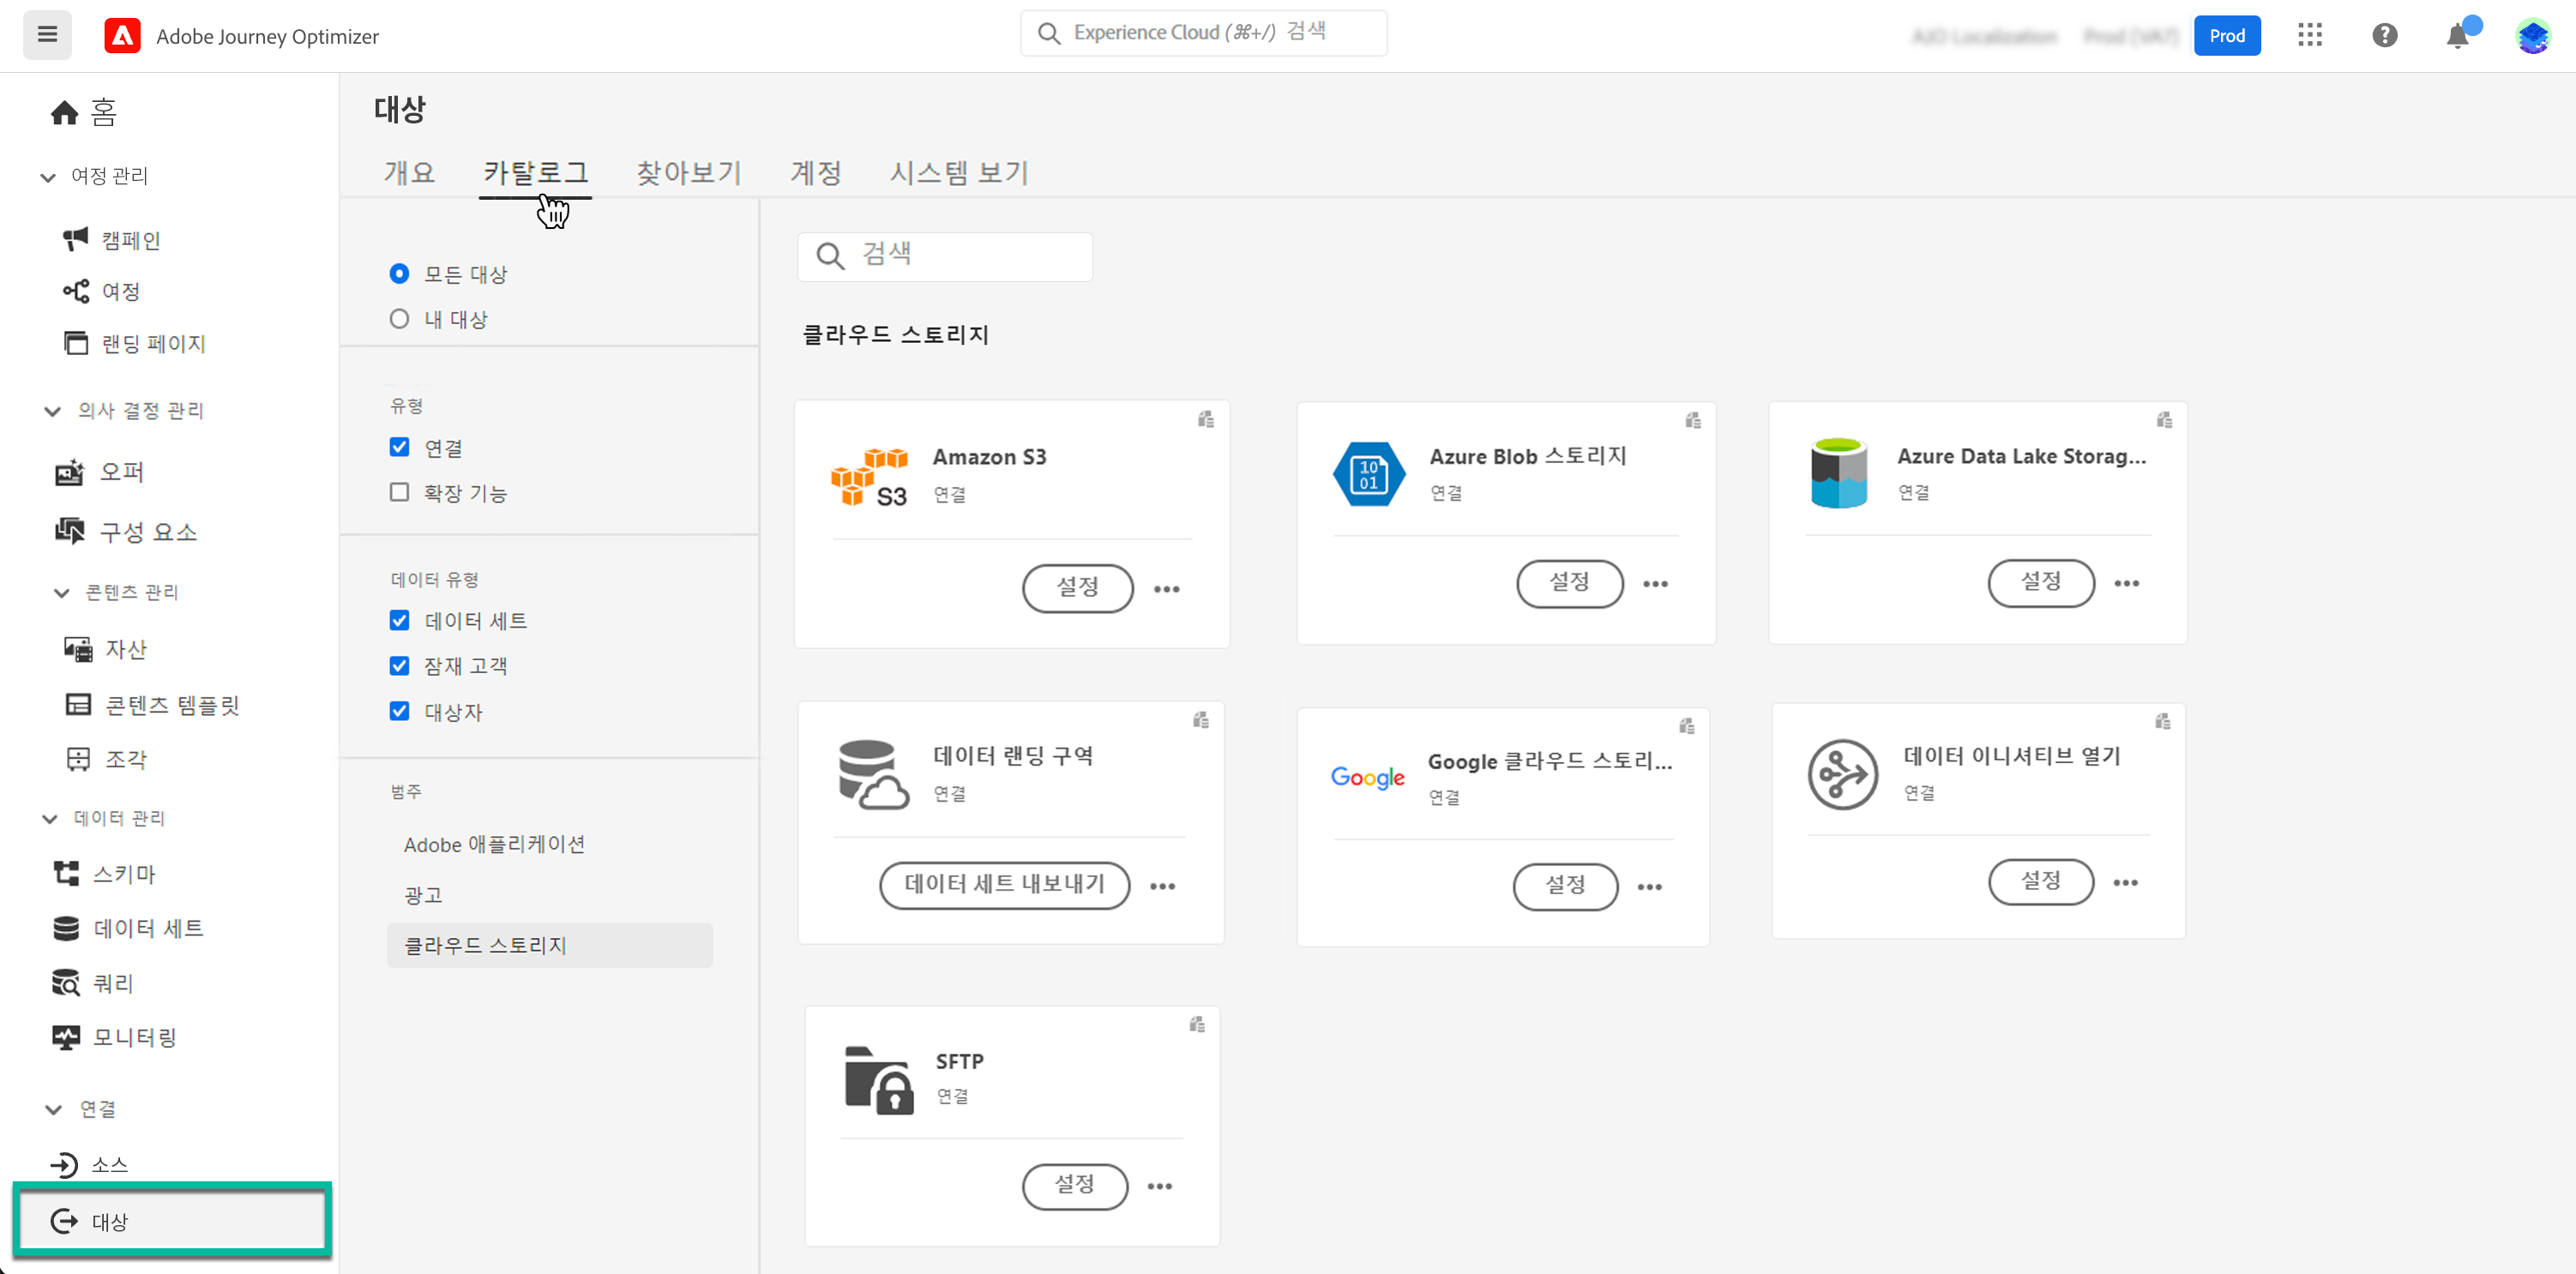 Adobe Journey Optimizer
Experience Cloud (⌘+/) 검색
Prod
홈
여정 관리
캠페인
여정
랜딩 페이지
의사 결정 관리
오퍼
구성 요소
콘텐츠 관리
자산
콘텐츠 템플릿
조각
데이터 관리
스키마
데이터 세트
쿼리
모니터링
연결
소스
대상
대상
개요 카탈로그 찾아보기 계정 시스템 보기
모든 대상
내 대상
유형
연결
확장 기능
데이터 유형
데이터 세트
잠재 고객
대상자
범주
Adobe 애플리케이션
광고
클라우드 스토리지
검색
클라우드 스토리지
Amazon S3
연결
S3
설정
Azure Blob 스토리지
연결
10
01
설정
Azure Data Lake Storag...
연결
설정
데이터 랜딩 구역
연결
데이터 세트 내보내기
Google 클라우드 스토리...
Google
연결
설정
데이터 이니셔티브 열기
연결
설정
SFTP
연결
설정